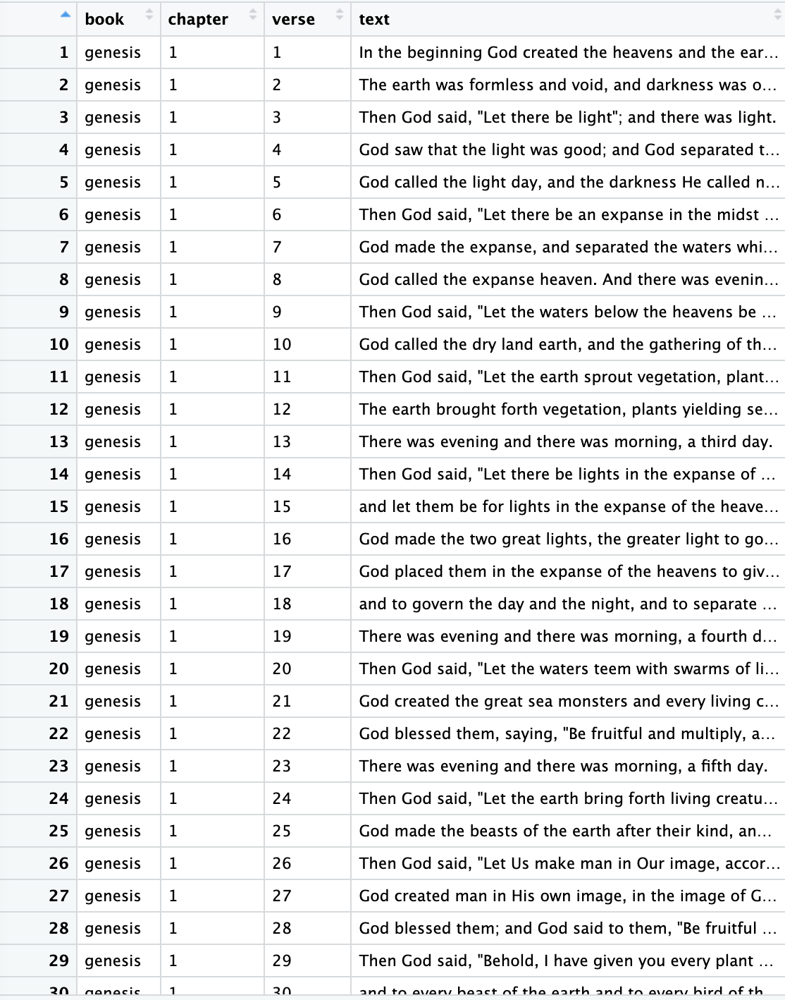 book chapter verse text
1 genesis 1 1 In the beginning God created the heavens and the ear...
2 genesis 1 2 The earth was formless and void, and darkness was o...
3 genesis 1 3 Then God said, "Let there be light"; and there was light.
4 genesis 1 4 God saw that the light was good; and God separated t...
5 genesis 1 5 God called the light day, and the darkness He called n...
6 genesis 1 6 Then God said, "Let there be an expanse in the midst ...
7 genesis 1 7 God made the expanse, and separated the waters whi...
8 genesis 1 8 God called the expanse heaven. And there was evenin...
9 genesis 1 9 Then God said, "Let the waters below the heavens be ...
10 genesis 1 10 God called the dry land earth, and the gathering of th...
11 genesis 1 11 Then God said, "Let the earth sprout vegetation, plant...
12 genesis 1 12 The earth brought forth vegetation, plants yielding se...
13 genesis 1 13 There was evening and there was morning, a third day.
14 genesis 1 14 Then God said, "Let there be lights in the expanse of ...
15 genesis 1 15 and let them be for lights in the expanse of the heave...
16 genesis 1 16 God made the two great lights, the greater light to go...
17 genesis 1 17 God placed them in the expanse of the heavens to giv...
18 genesis 1 18 and to govern the day and the night, and to separate ...
19 genesis 1 19 There was evening and there was morning, a fourth d...
20 genesis 1 20 Then God said, "Let the waters teem with swarms of li...
21 genesis 1 21 God created the great sea monsters and every living c...
22 genesis 1 22 God blessed them, saying, "Be fruitful and multiply, a...
23 genesis 1 23 There was evening and there was morning, a fifth day.
24 genesis 1 24 Then God said, "Let the earth bring forth living creatu...
25 genesis 1 25 God made the beasts of the earth after their kind, an...
26 genesis 1 26 Then God said, "Let Us make man in Our image, accor...
27 genesis 1 27 God created man in His own image, in the image of G...
28 genesis 1 28 God blessed them; and God said to them, "Be fruitful ...
29 genesis 1 29 Then God said, "Behold, I have given you every plant ...
30 genesis 1 30 and to every beast of the earth and to every bird of th...